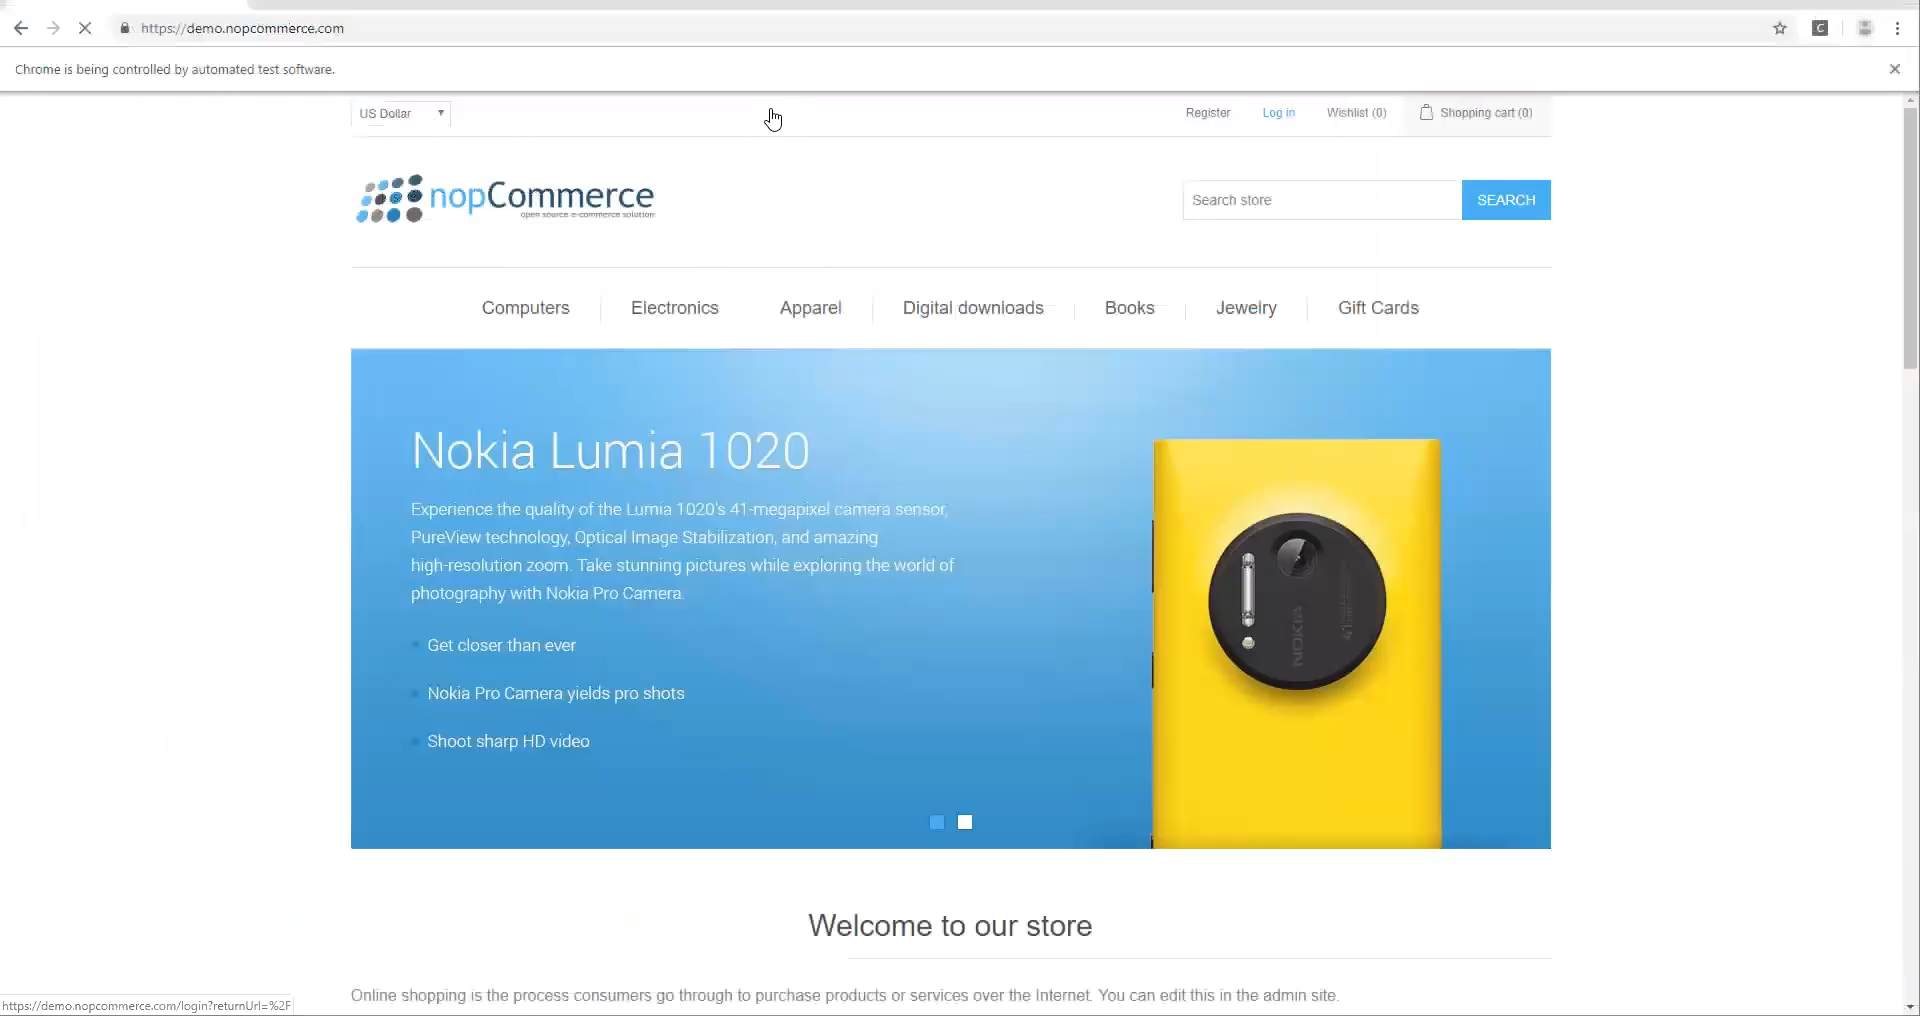 https://demo.nopcommerce.com
C
Chrome is being controlled by automated test software.
US Dollar
Register
Log in
Wishlist (0)
Shopping cart (0)
nopCommerce
open source e-commerce solution
Search store
SEARCH
Computers
Electronics
Apparel
Digital downloads
Books
Jewelry
Gift Cards
Nokia Lumia 1020
Experience the quality of the Lumia 1020's 41-megapixel camera sensor,
PureView technology, Optical Image Stabilization, and amazing
high-resolution zoom. Take stunning pictures while exploring the world of
photography with Nokia Pro Camera.
Get closer than ever
Nokia Pro Camera yields pro shots
Shoot sharp HD video
NOKIA
Welcome to our store
Online shopping is the process consumers go through to purchase products or services over the Internet. You can edit this in the admin site.
https://demo.nopcommerce.com/login?returnUrl=%2F